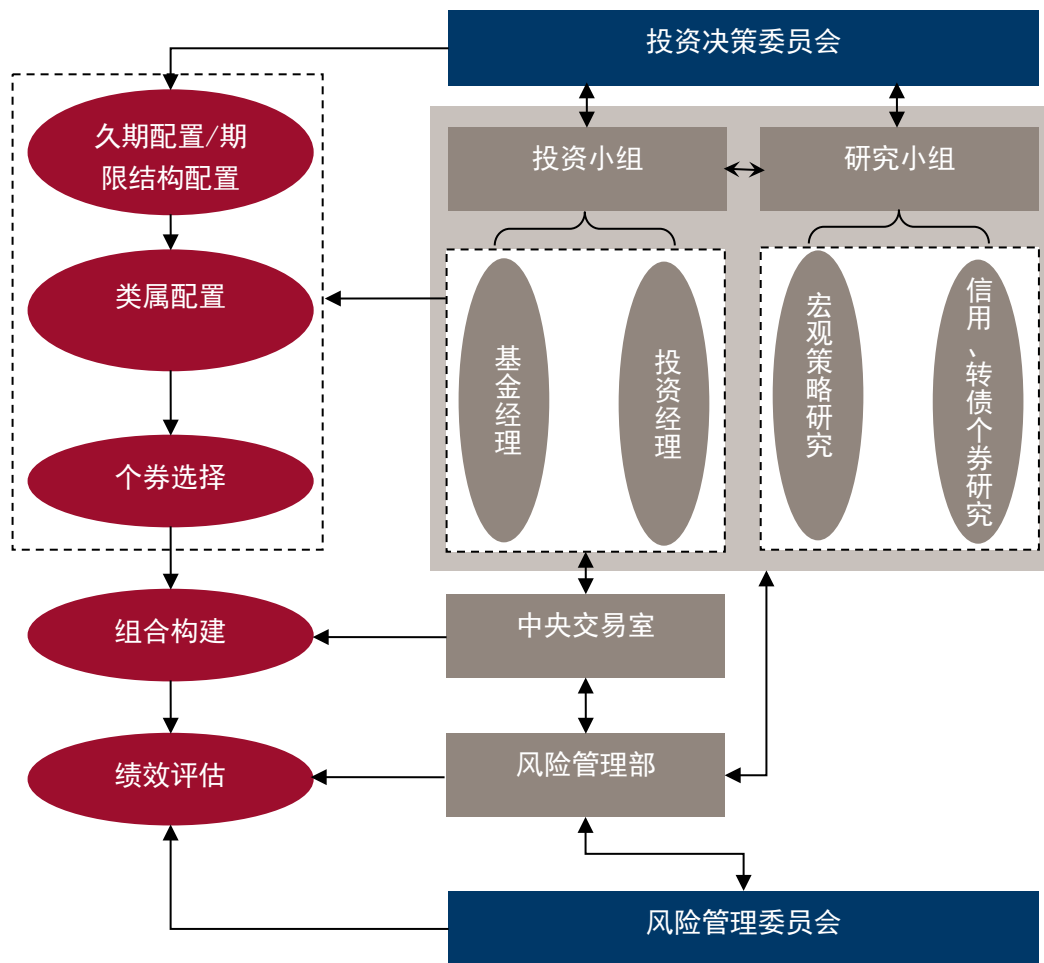 投资决策委员会
久期配置/期
限结构配置
投资小组
研究小组
类属配置
基金经理
投资经理
宏观策略研究
信用、转债个券研究
个券选择
组合构建
中央交易室
绩效评估
风险管理部
风险管理委员会